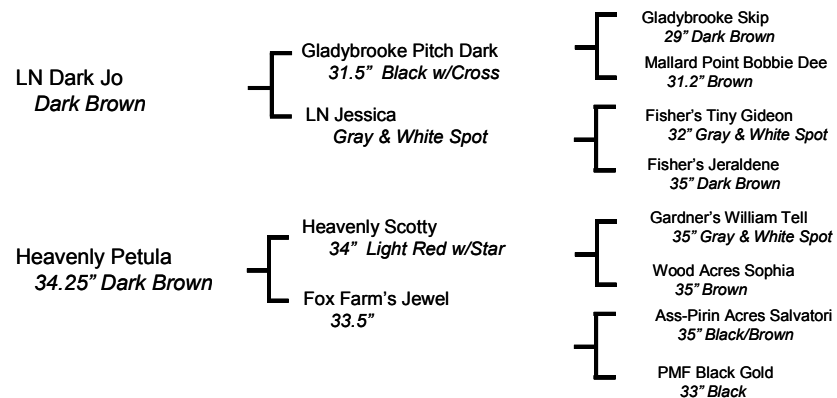 LN Dark Jo
Dark Brown
Gladybrooke Pitch Dark
31.5” Black w/Cross
LN Jessica
Gray & White Spot
Gladybrooke Skip
29” Dark Brown
Mallard Point Bobbie Dee
31.2” Brown
Fisher’s Tiny Gideon
32” Gray & White Spot
Fisher’s Jeraldene
35” Dark Brown
Heavenly Petula
34.25” Dark Brown
Heavenly Scotty
34” Light Red w/Star
Fox Farm’s Jewel
33.5”
Gardner’s William Tell
35” Gray & White Spot
Wood Acres Sophia
35” Brown
Ass-Pirin Acres Salvatori
35” Black/Brown
PMF Black Gold
33” Black